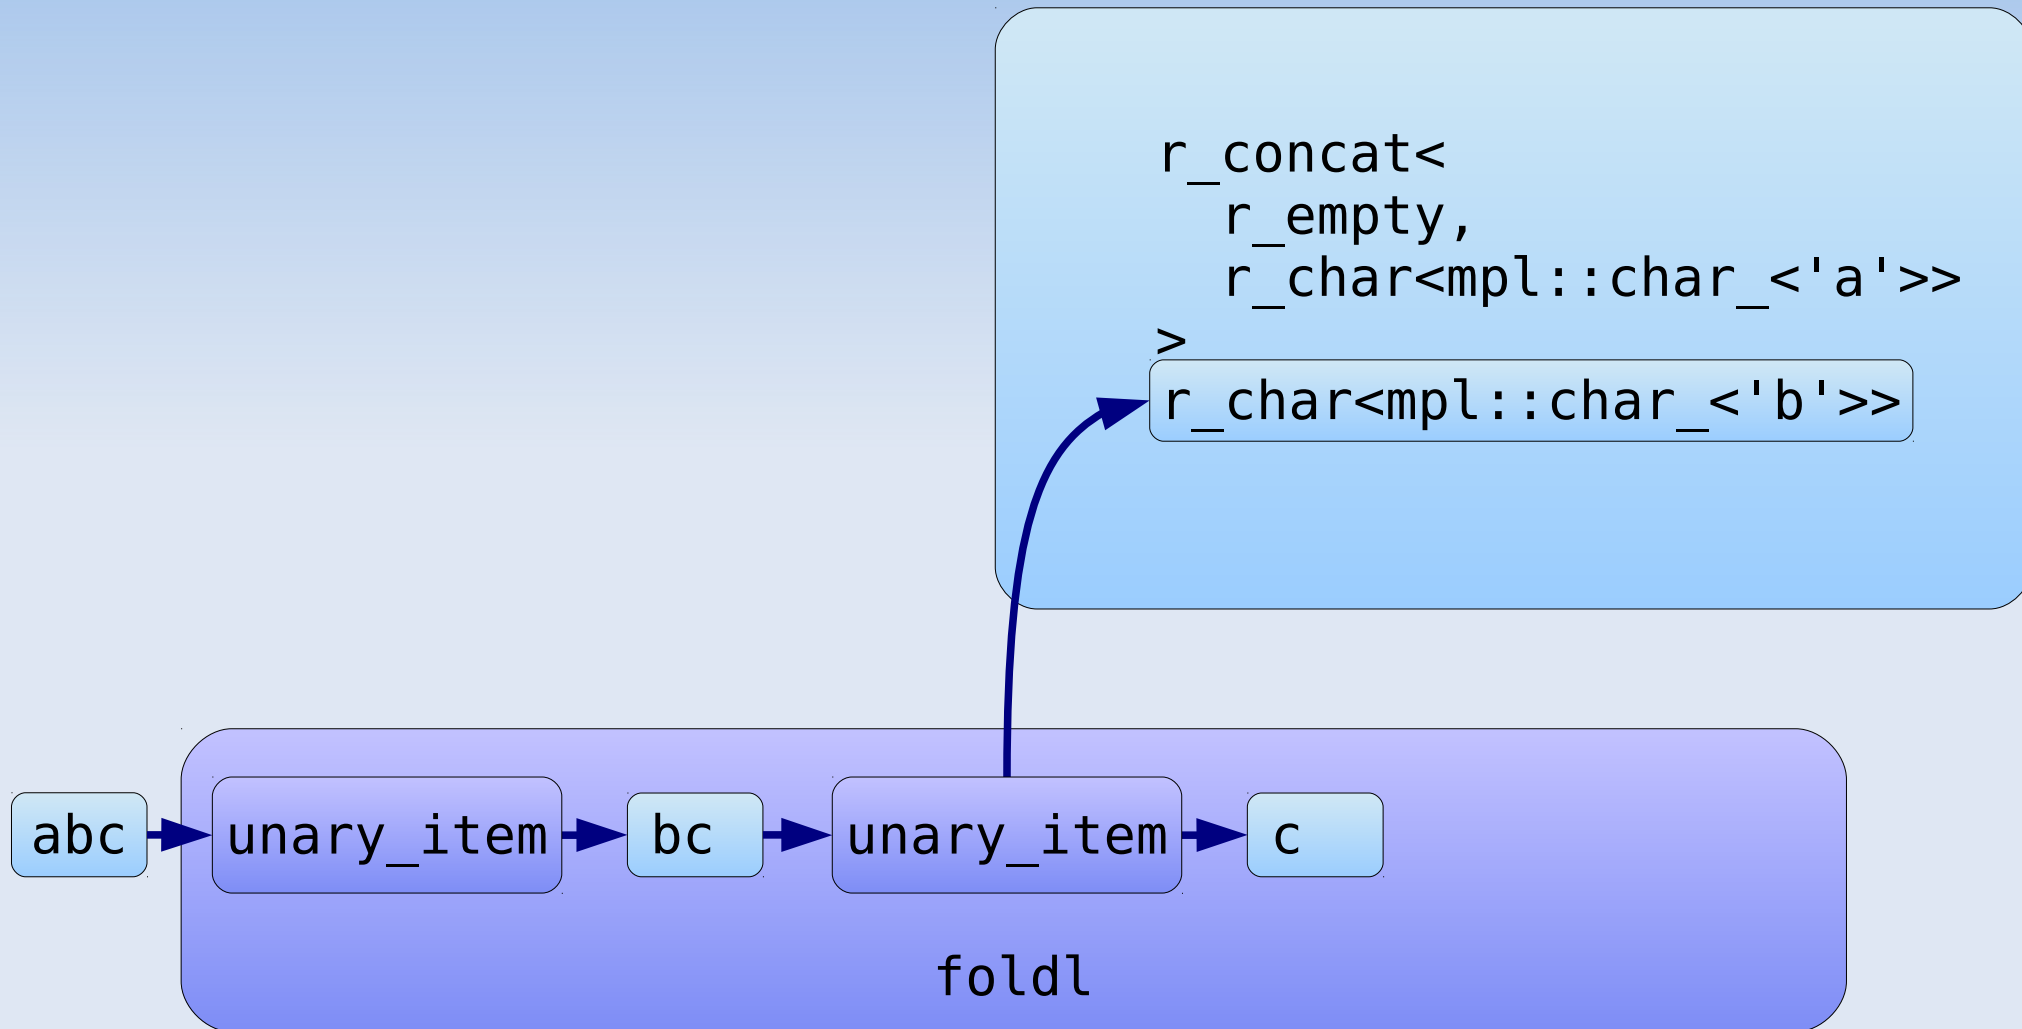 r_concat<
  r_empty,
  r_char<mpl::char_<'a'>>
>
r_char<mpl::char_<'b'>>
abc unary_item bc unary_item c
foldl